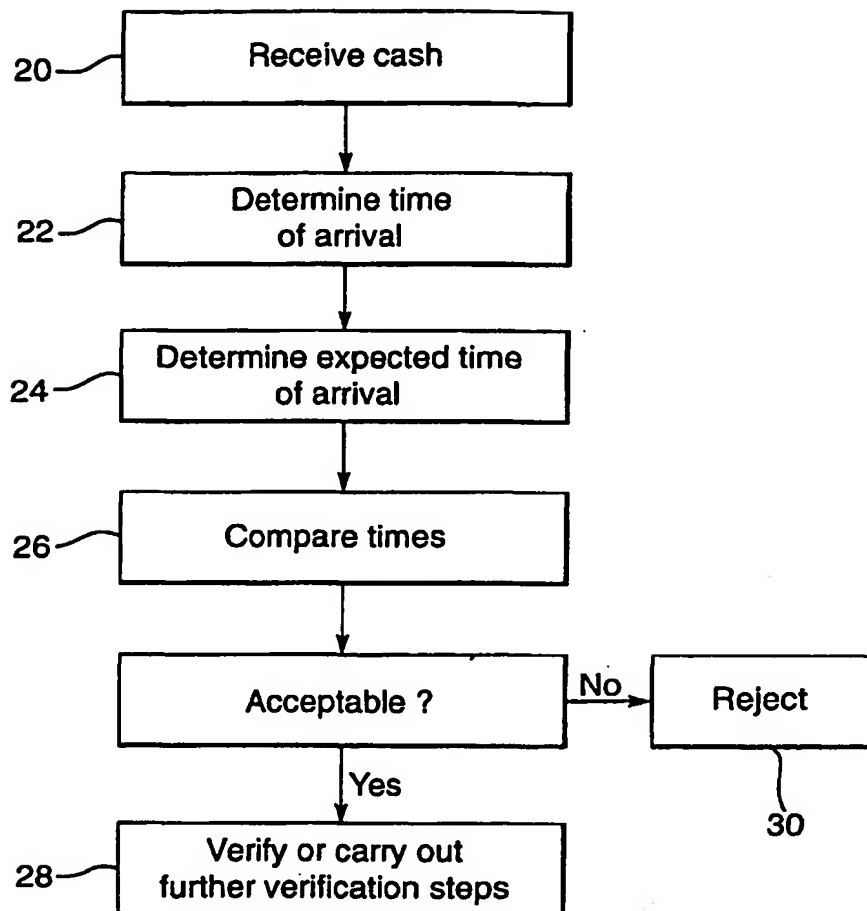 20
Receive cash
22
Determine time
of arrival
24
Determine expected time
of arrival
26
Compare times
Acceptable ?
No
Reject
30
Yes
28
Verify or carry out
further verification steps